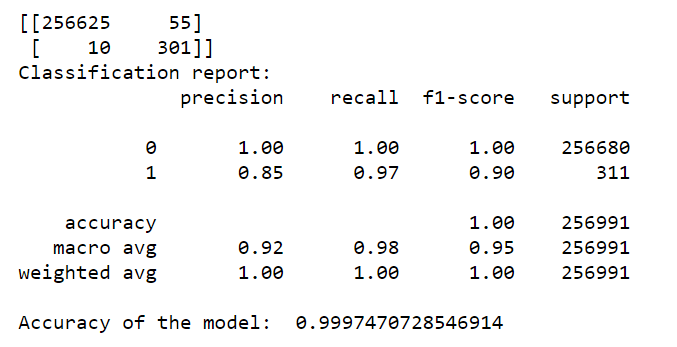 [[256625     55]
 [    10    301]]
Classification report:
              precision    recall  f1-score   support

           0       1.00      1.00      1.00    256680
           1       0.85      0.97      0.90       311

    accuracy                           1.00    256991
   macro avg       0.92      0.98      0.95    256991
weighted avg       1.00      1.00      1.00    256991

Accuracy of the model:  0.9997470728546914